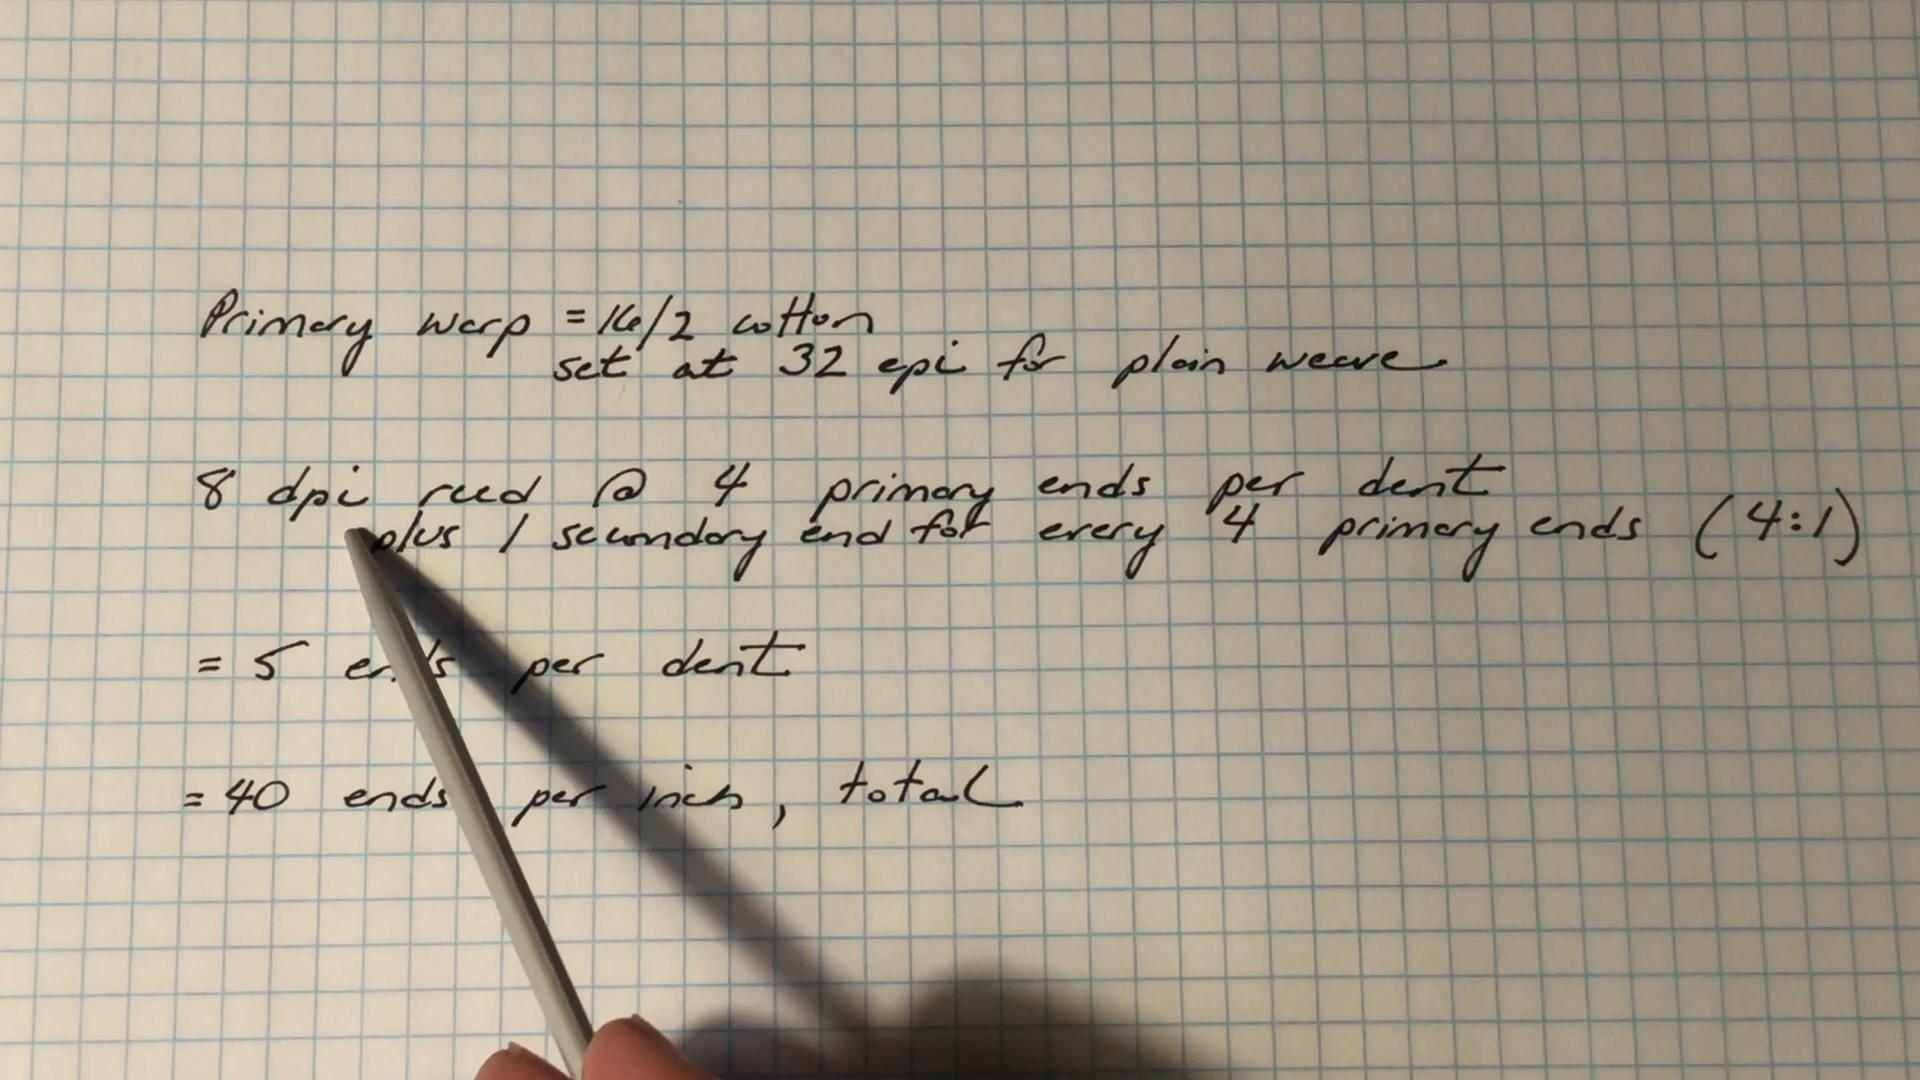 Primary warp = 16/2 cotton
set at 32 epi for plain weave
8 dpi reed @ 4 primary ends per dent
plus 1 secondary end for every 4 primary ends (4:1)
= 5 ends per dent
= 40 ends per inch, total